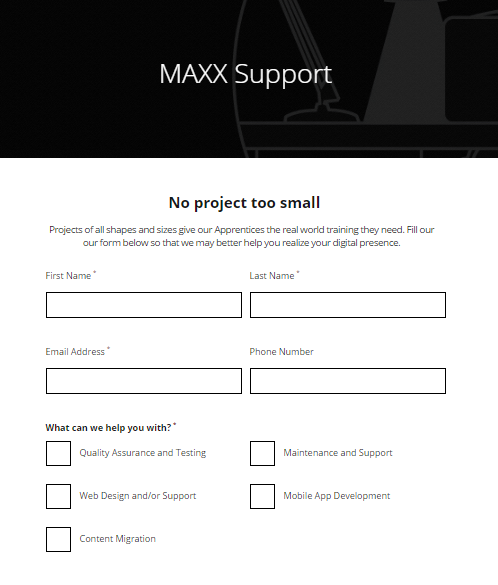 MAXX Support
No project too small
Projects of all shapes and sizes give our Apprentices the real world training they need. Fill our
our form below so that we may better help you realize your digital presence.
First Name *
Last Name *
Email Address *
Phone Number
What can we help you with? *
Quality Assurance and Testing
Maintenance and Support
Web Design and/or Support
Mobile App Development
Content Migration